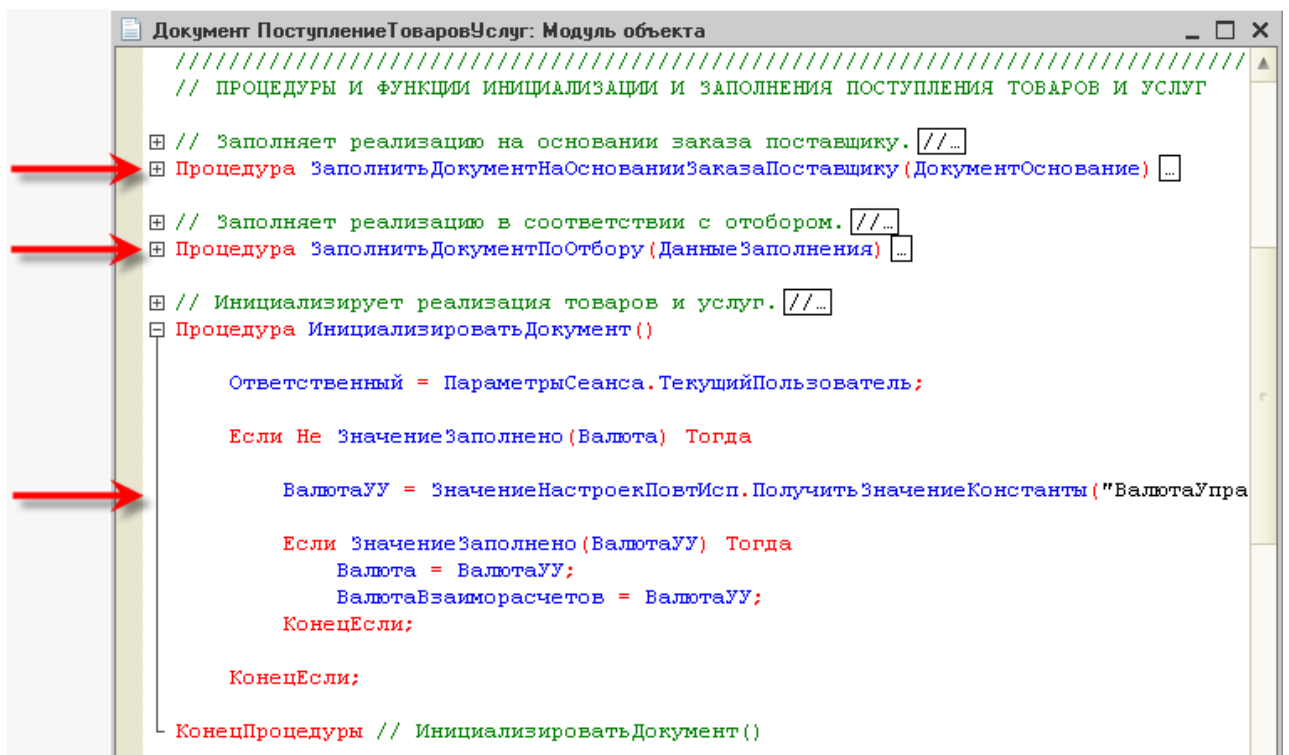 Документ ПоступлениеТоваровУслуг: Модуль объекта
////////////////////////////////////////////////////////////////////////////////
// ПРОЦЕДУРЫ И ФУНКЦИИ ИНИЦИАЛИЗАЦИИ И ЗАПОЛНЕНИЯ ПОСТУПЛЕНИЯ ТОВАРОВ И УСЛУГ
// Заполняет реализацию на основании заказа поставщику. //…
Процедура ЗаполнитьДокументНаОснованииЗаказаПоставщику(ДокументОснование) …
// Заполняет реализацию в соответствии с отобором. //…
Процедура ЗаполнитьДокументПоОтбору(ДанныеЗаполнения) …
// Инициализирует реализация товаров и услуг. //…
Процедура ИнициализироватьДокумент()
Ответственный = ПараметрыСеанса.ТекущийПользователь;
Если Не ЗначениеЗаполнено(Валюта) Тогда
ВалютаУУ = ЗначениеНастроекПовтИсп.ПолучитьЗначениеКонстанты("ВалютаУпра
Если ЗначениеЗаполнено(ВалютаУУ) Тогда
Валюта = ВалютаУУ;
ВалютаВзаиморасчетов = ВалютаУУ;
КонецЕсли;
КонецЕсли;
КонецПроцедуры // ИнициализироватьДокумент()